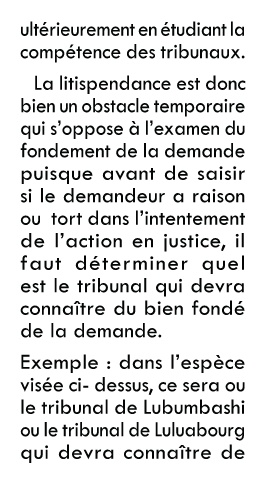 ultérieurement en étudiant la
compétence des tribunaux.
La litispendance est donc
bien un obstacle temporaire
qui s'oppose à l'examen du
fondement de la demande
puisque avant de saisir
si le demandeur a raison
ou tort dans l'intentement
de l'action en justice, il
faut déterminer quel
est le tribunal qui devra
connaître du bien fondé
de la demande.
Exemple : dans l'espèce
visée ci- dessus, ce sera ou
le tribunal de Lubumbashi
ou le tribunal de Luluabourg
qui devra connaître de